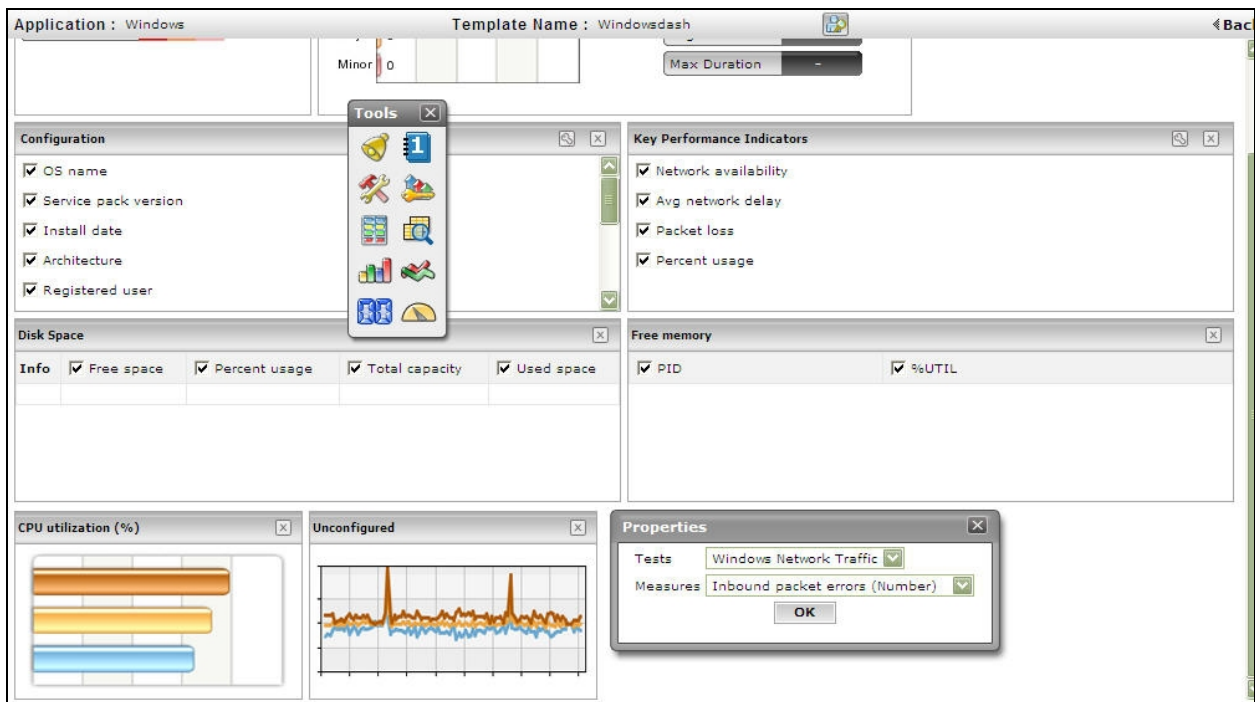 Application : Windows
Template Name : Windowsdash
Minor 0
Max Duration -
Tools
1
Configuration
OS name
Service pack version
Install date
Architecture
Registered user
Key Performance Indicators
Network availability
Avg network delay
Packet loss
Percent usage
Disk Space
Info Free space Percent usage Total capacity Used space
Free memory
PID %UTIL
CPU utilization (%)
Unconfigured
Properties
Tests Windows Network Traffic
Measures Inbound packet errors (Number)
OK